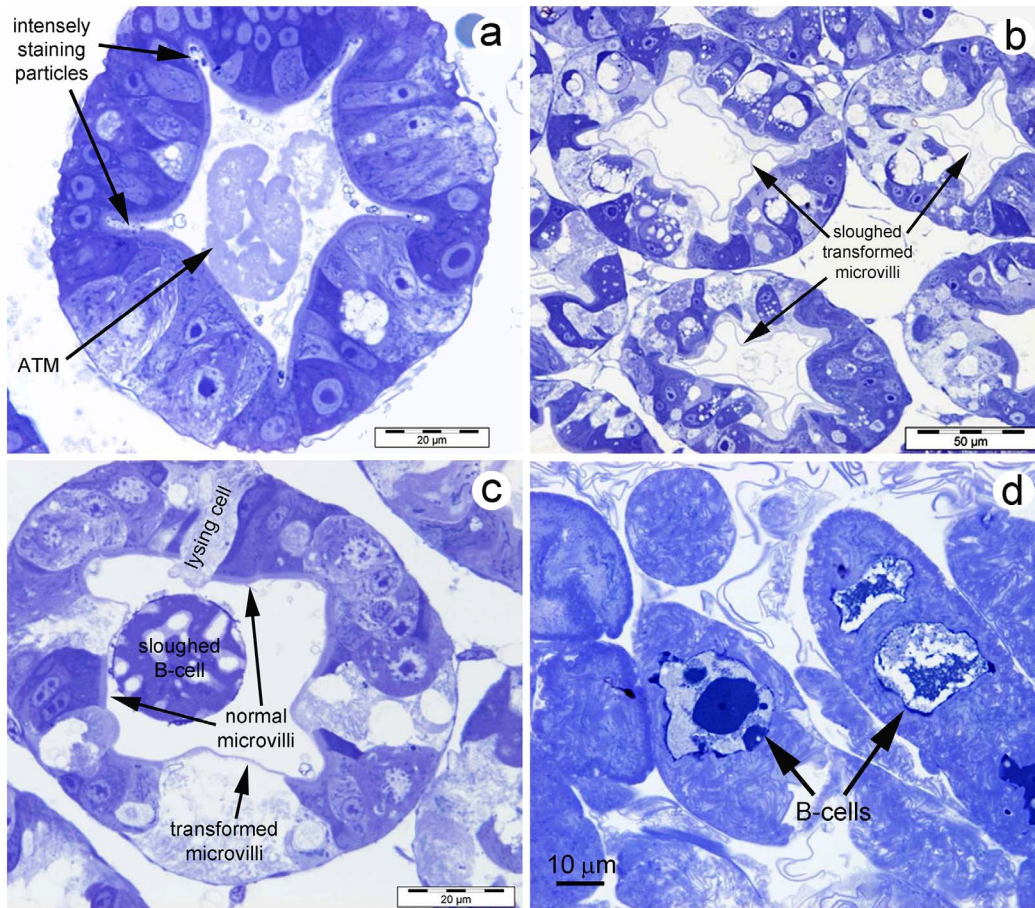 a
intensely
staining
particles
ATM
20 µm
b
sloughed
transformed
microvilli
50 µm
c
lysing cell
sloughed
B-cell
normal
microvilli
transformed
microvilli
20 µm
d
B-cells
10 µm